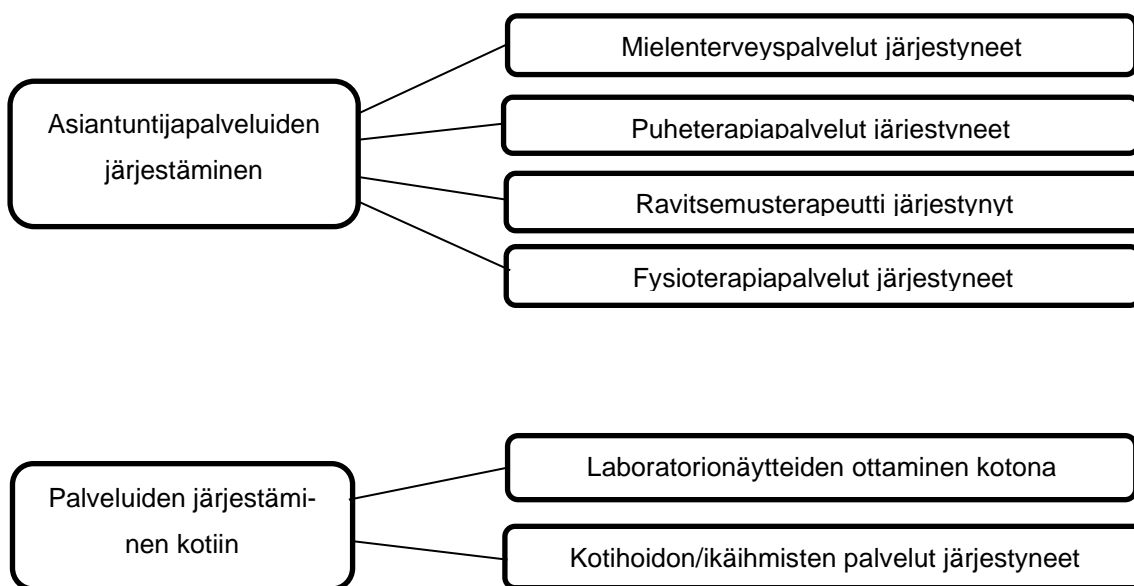 Mielenterveyspalvelut järjestyneet
Asiantuntijapalveluiden
järjestäminen
Puheterapiapalvelut järjestyneet
Ravitsemusterapeutti järjestynyt
Fysioterapiapalvelut järjestyneet
Laboratorionäytteiden ottaminen kotona
Palveluiden järjestämi-
nen kotiin
Kotihoidon/ikäihmisten palvelut järjestyneet